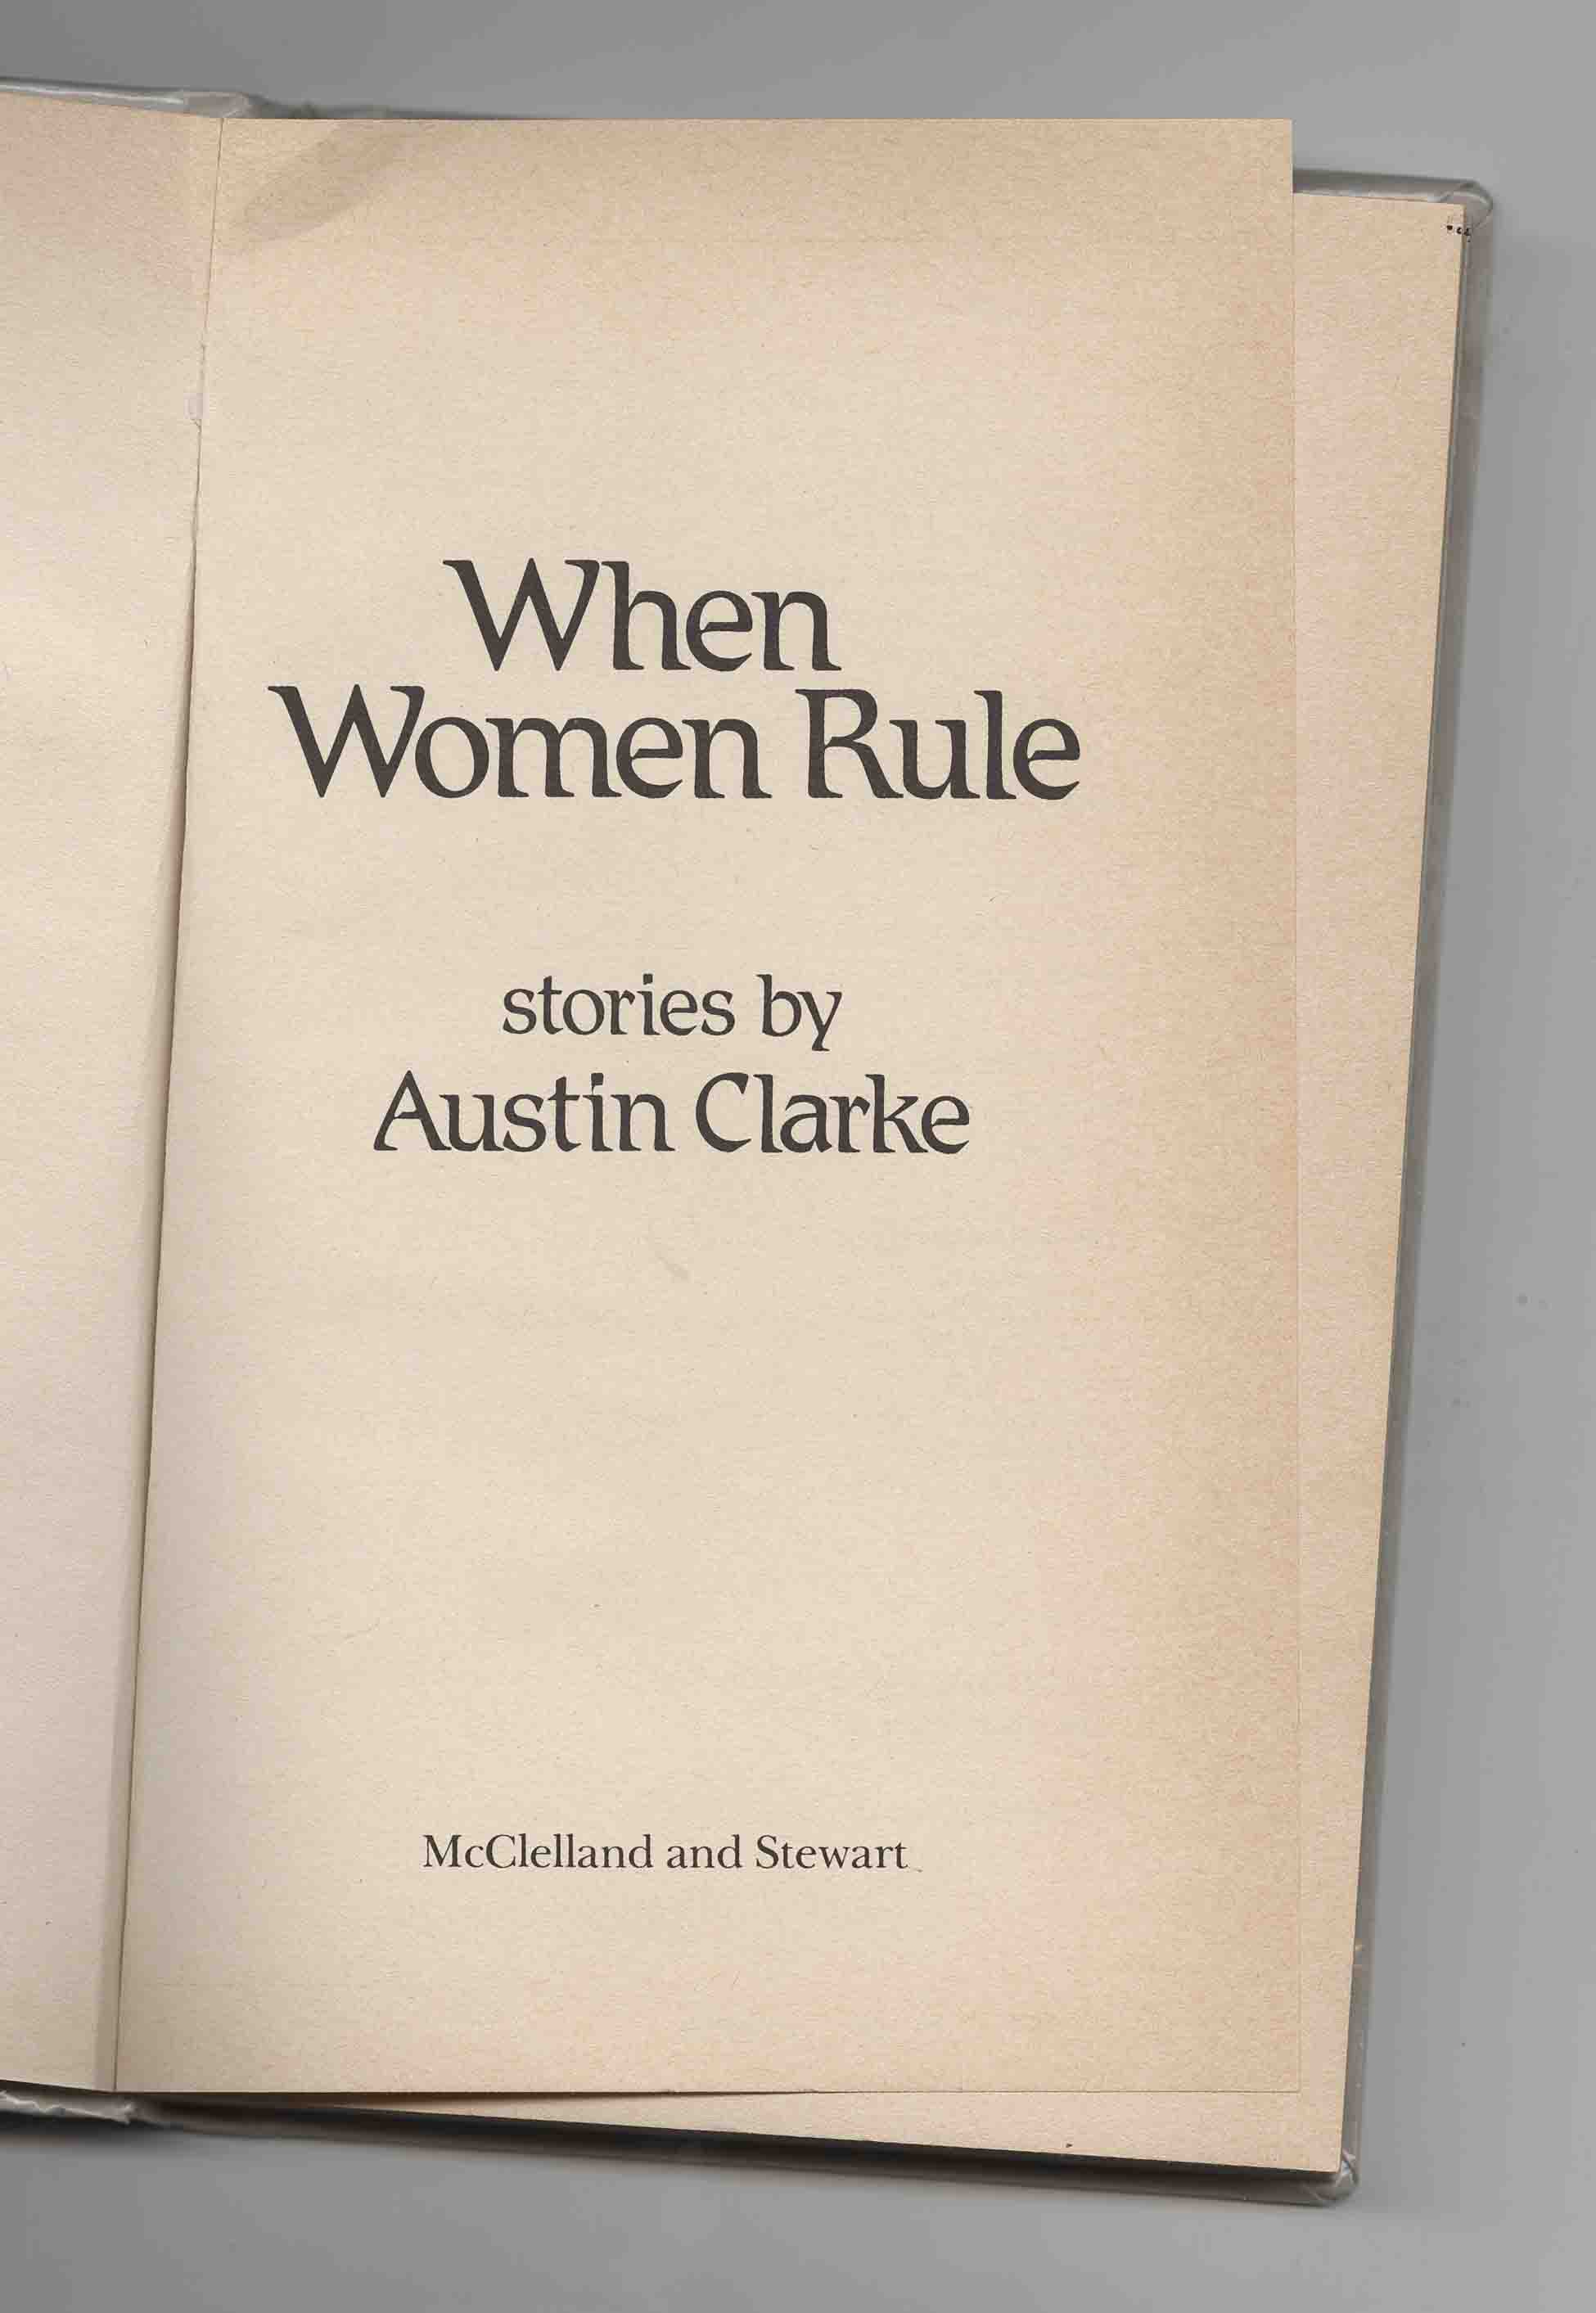 When
Women Rule
stories by
Austin Clarke
McClelland and Stewart